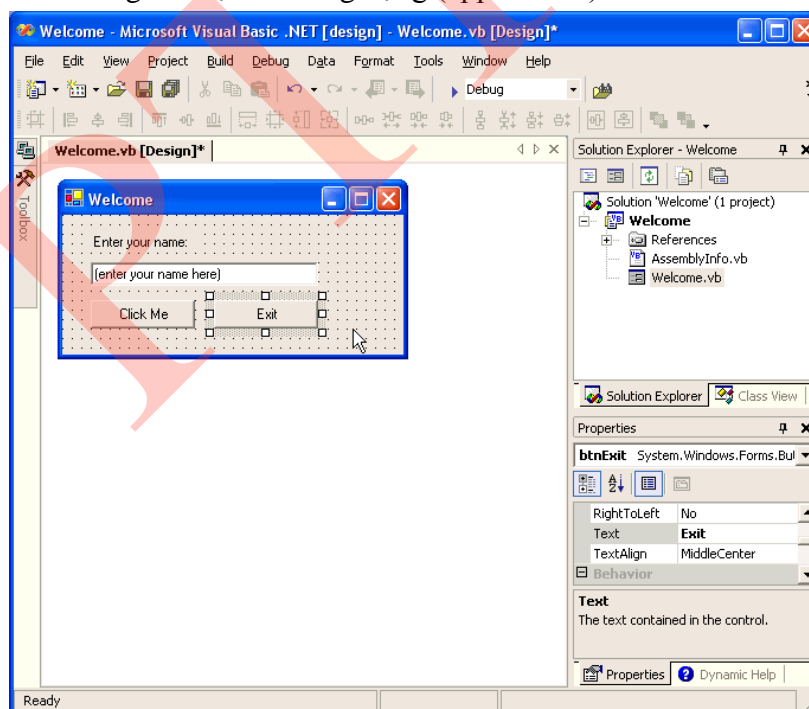 Welcome - Microsoft Visual Basic .NET [design] - Welcome.vb [Design]*
File Edit View Project Build Debug Data Format Tools Window Help
Debug
Welcome.vb [Design]*
Toolbox
Welcome
Enter your name:
(enter your name here)
Click Me
Exit
Solution Explorer - Welcome
Solution 'Welcome' (1 project)
Welcome
References
AssemblyInfo.vb
Welcome.vb
Solution Explorer
Class View
Properties
btnExit System.Windows.Forms.But
RightToLeft No
Text Exit
TextAlign MiddleCenter
Behavior
Text
The text contained in the control.
Properties
Dynamic Help
Ready